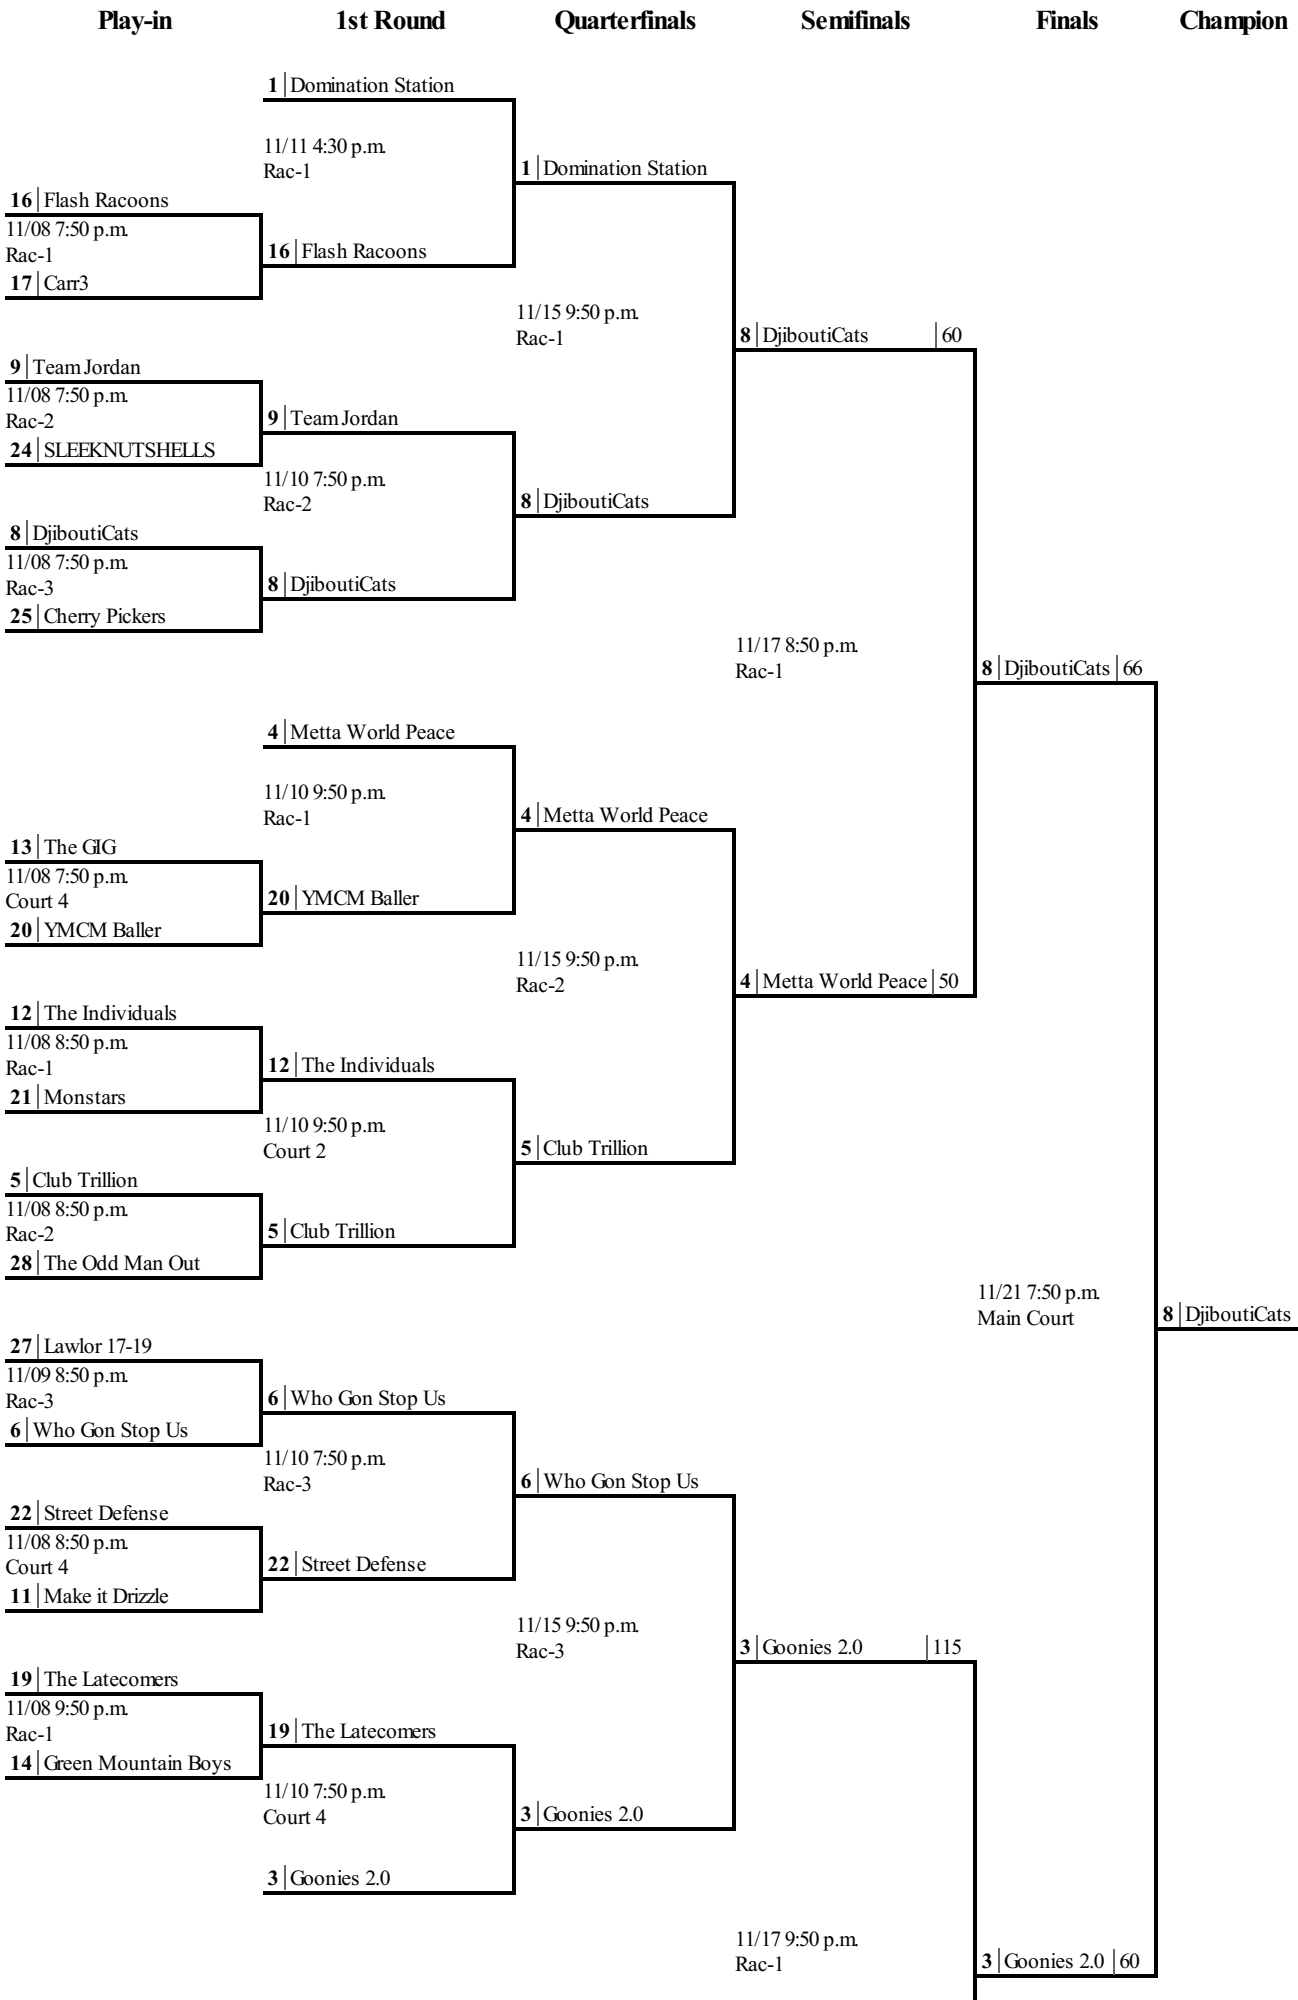 Play-in 1st Round Quarterfinals Semifinals Finals Champion
1 Domination Station
11/11 4:30 p.m.
Rac-1
1 Domination Station
16 Flash Racoons
11/08 7:50 p.m.
Rac-1
16 Flash Racoons
17 Carr3
11/15 9:50 p.m.
Rac-1
8 DjiboutiCats 60
9 Team Jordan
11/08 7:50 p.m.
Rac-2
9 Team Jordan
24 SLEEKNUTSHELLS
11/10 7:50 p.m.
Rac-2
8 DjiboutiCats
8 DjiboutiCats
11/08 7:50 p.m.
Rac-3
8 DjiboutiCats
25 Cherry Pickers
11/17 8:50 p.m.
Rac-1
8 DjiboutiCats 66
4 Metta World Peace
11/10 9:50 p.m.
Rac-1
4 Metta World Peace
13 The GIG
11/08 7:50 p.m.
Court 4
20 YMCM Baller
20 YMCM Baller
11/15 9:50 p.m.
Rac-2
4 Metta World Peace 50
12 The Individuals
11/08 8:50 p.m.
Rac-1
12 The Individuals
21 Monstars
11/10 9:50 p.m.
Court 2
5 Club Trillion
5 Club Trillion
11/08 8:50 p.m.
Rac-2
5 Club Trillion
28 The Odd Man Out
11/21 7:50 p.m.
Main Court
8 DjiboutiCats
27 Lawlor 17-19
11/09 8:50 p.m.
Rac-3
6 Who Gon Stop Us
6 Who Gon Stop Us
11/10 7:50 p.m.
Rac-3
6 Who Gon Stop Us
22 Street Defense
11/08 8:50 p.m.
Court 4
22 Street Defense
11 Make it Drizzle
11/15 9:50 p.m.
Rac-3
3 Goonies 2.0 115
19 The Latecomers
11/08 9:50 p.m.
Rac-1
19 The Latecomers
14 Green Mountain Boys
11/10 7:50 p.m.
Court 4
3 Goonies 2.0
3 Goonies 2.0
11/17 9:50 p.m.
Rac-1
3 Goonies 2.0 60